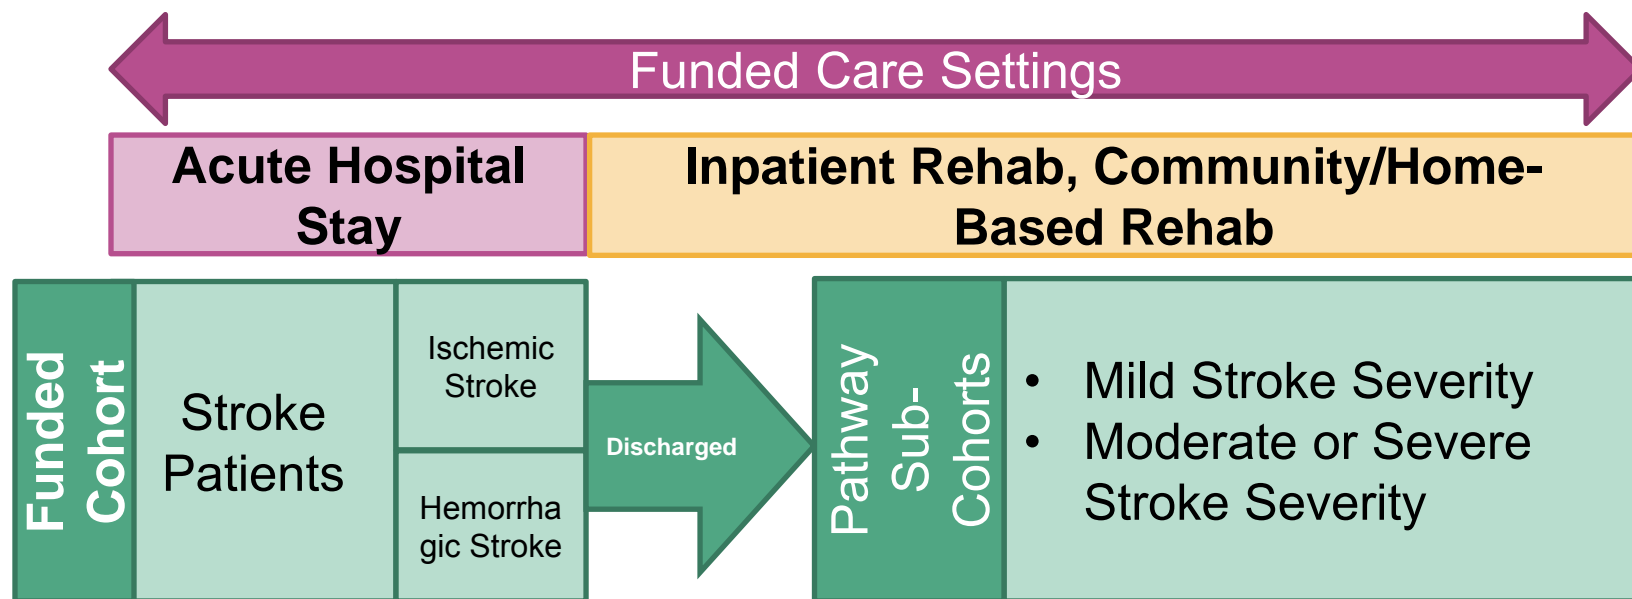 Funded Care Settings
Acute Hospital
Stay
Inpatient Rehab, Community/Home-
Based Rehab
Funded
Cohort
Stroke
Patients
Ischemic
Stroke
Hemorrha
gic Stroke
Discharged
Pathway
Sub-
Cohorts
• Mild Stroke Severity
• Moderate or Severe
Stroke Severity